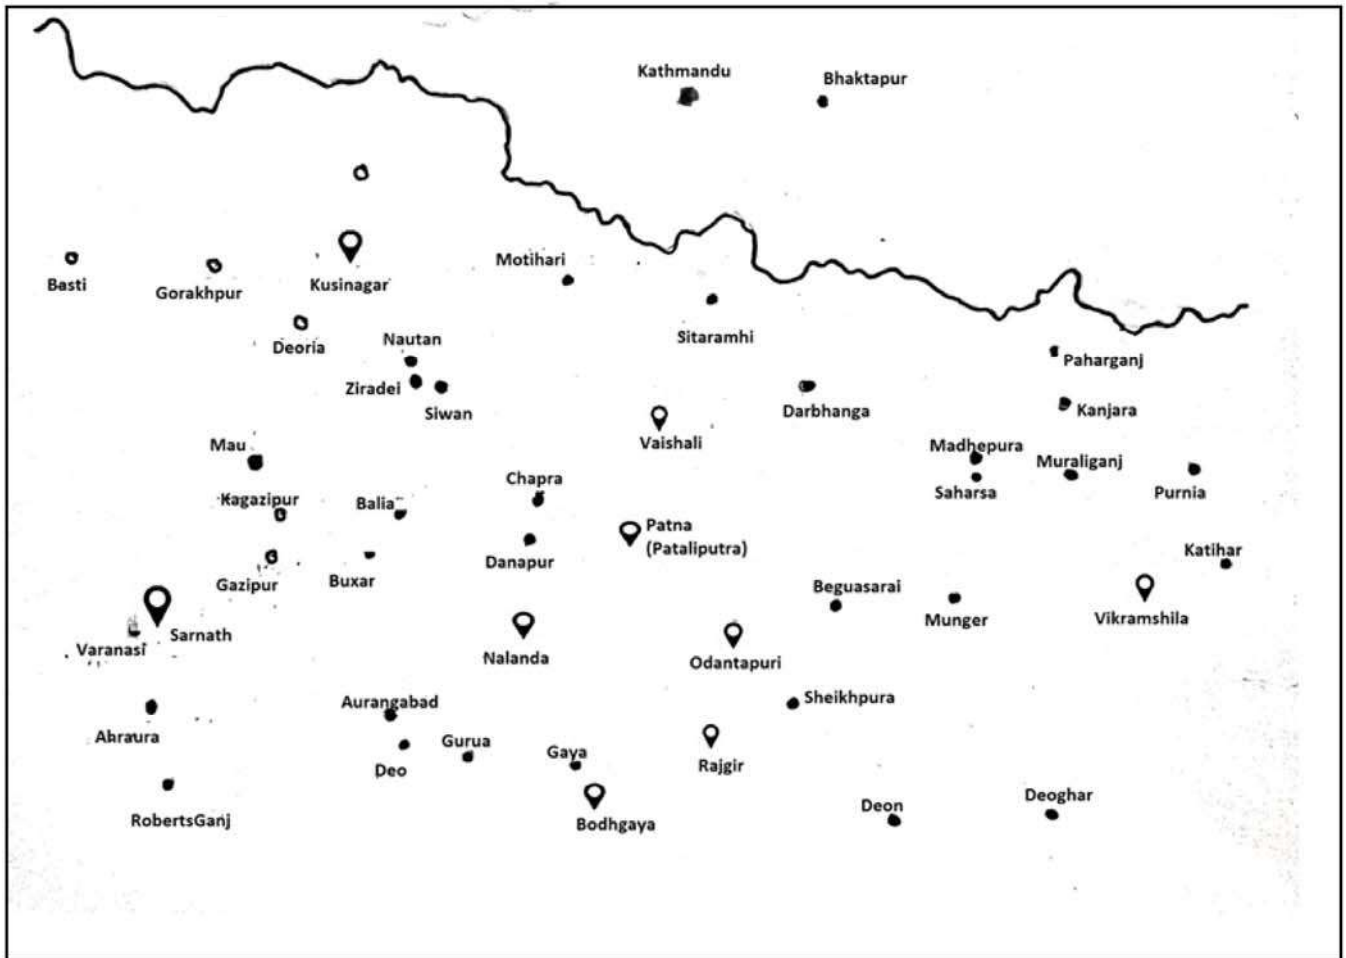 Kathmandu
Bhaktapur
Motihari
Basti
Gorakhpur
Kusinagar
Sitaramhi
Deoria
Nautan
Paharganj
Ziradei
Siwan
Darbhanga
Kanjara
Vaishali
Mau
Madhepura
Muraliganj
Chapra
Saharsa
Purnia
Kagazipur
Balia
Patna
(Pataliputra)
Danapur
Katihar
Gazipur
Buxar
Beguasarai
Munger
Vikramshila
Varanasi
Sarnath
Nalanda
Odantapuri
Aurangabad
Sheikhpura
Ahraura
Gurua
Gaya
Rajgir
Deo
Deoghar
Deon
RobertsGanj
Bodhgaya